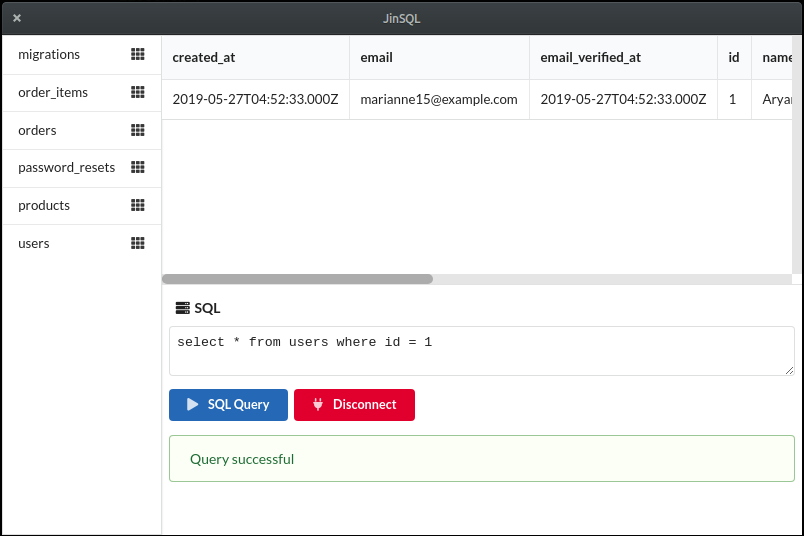 JinSQL
migrations
order_items
orders
password_resets
products
users
created_at email email_verified_at id name
2019-05-27T04:52:33.000Z marianne15@example.com 2019-05-27T04:52:33.000Z 1
SQL
select * from users where id = 1
SQL Query Disconnect
Query successful